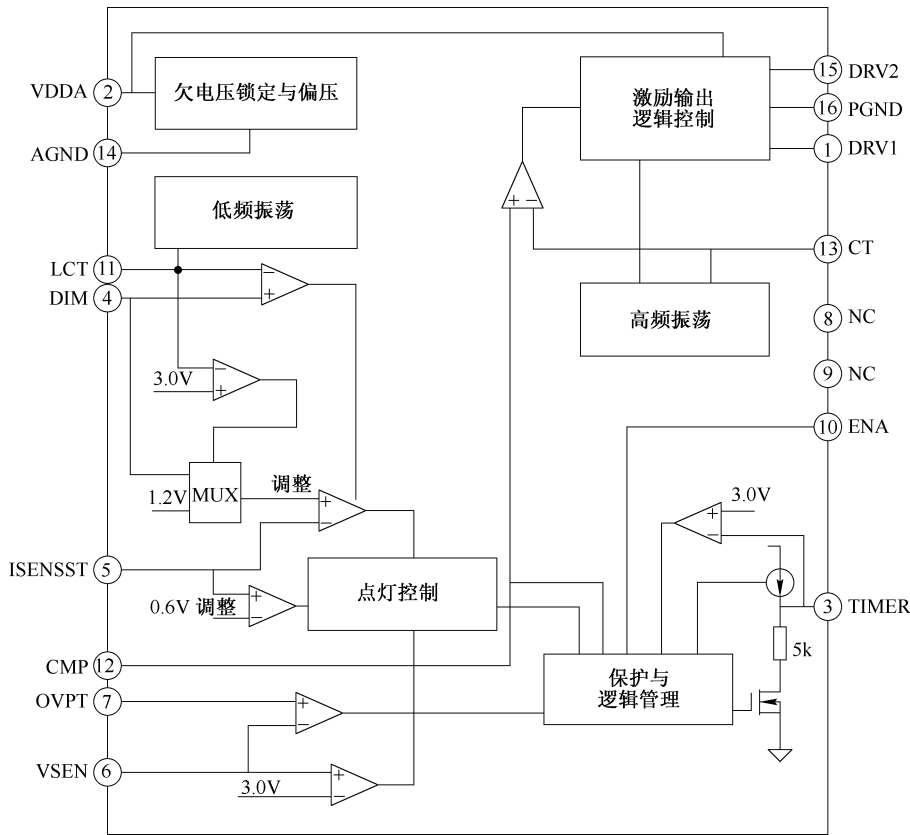 VDDA 2
欠电压锁定与偏压
AGND 14
激励输出
逻辑控制
15 DRV2
16 PGND
1 DRV1
+ −
低频振荡
LCT 11
DIM 4
−
+
13 CT
高频振荡
8 NC
9 NC
10 ENA
3.0V
−
+
MUX
1.2V
调整
+
−
3.0V
+
−
ISENSST 5
0.6V 调整
+
−
点灯控制
3 TIMER
5k
CMP 12
OVPT 7
+
−
保护与
逻辑管理
VSEN 6
3.0V
+
−